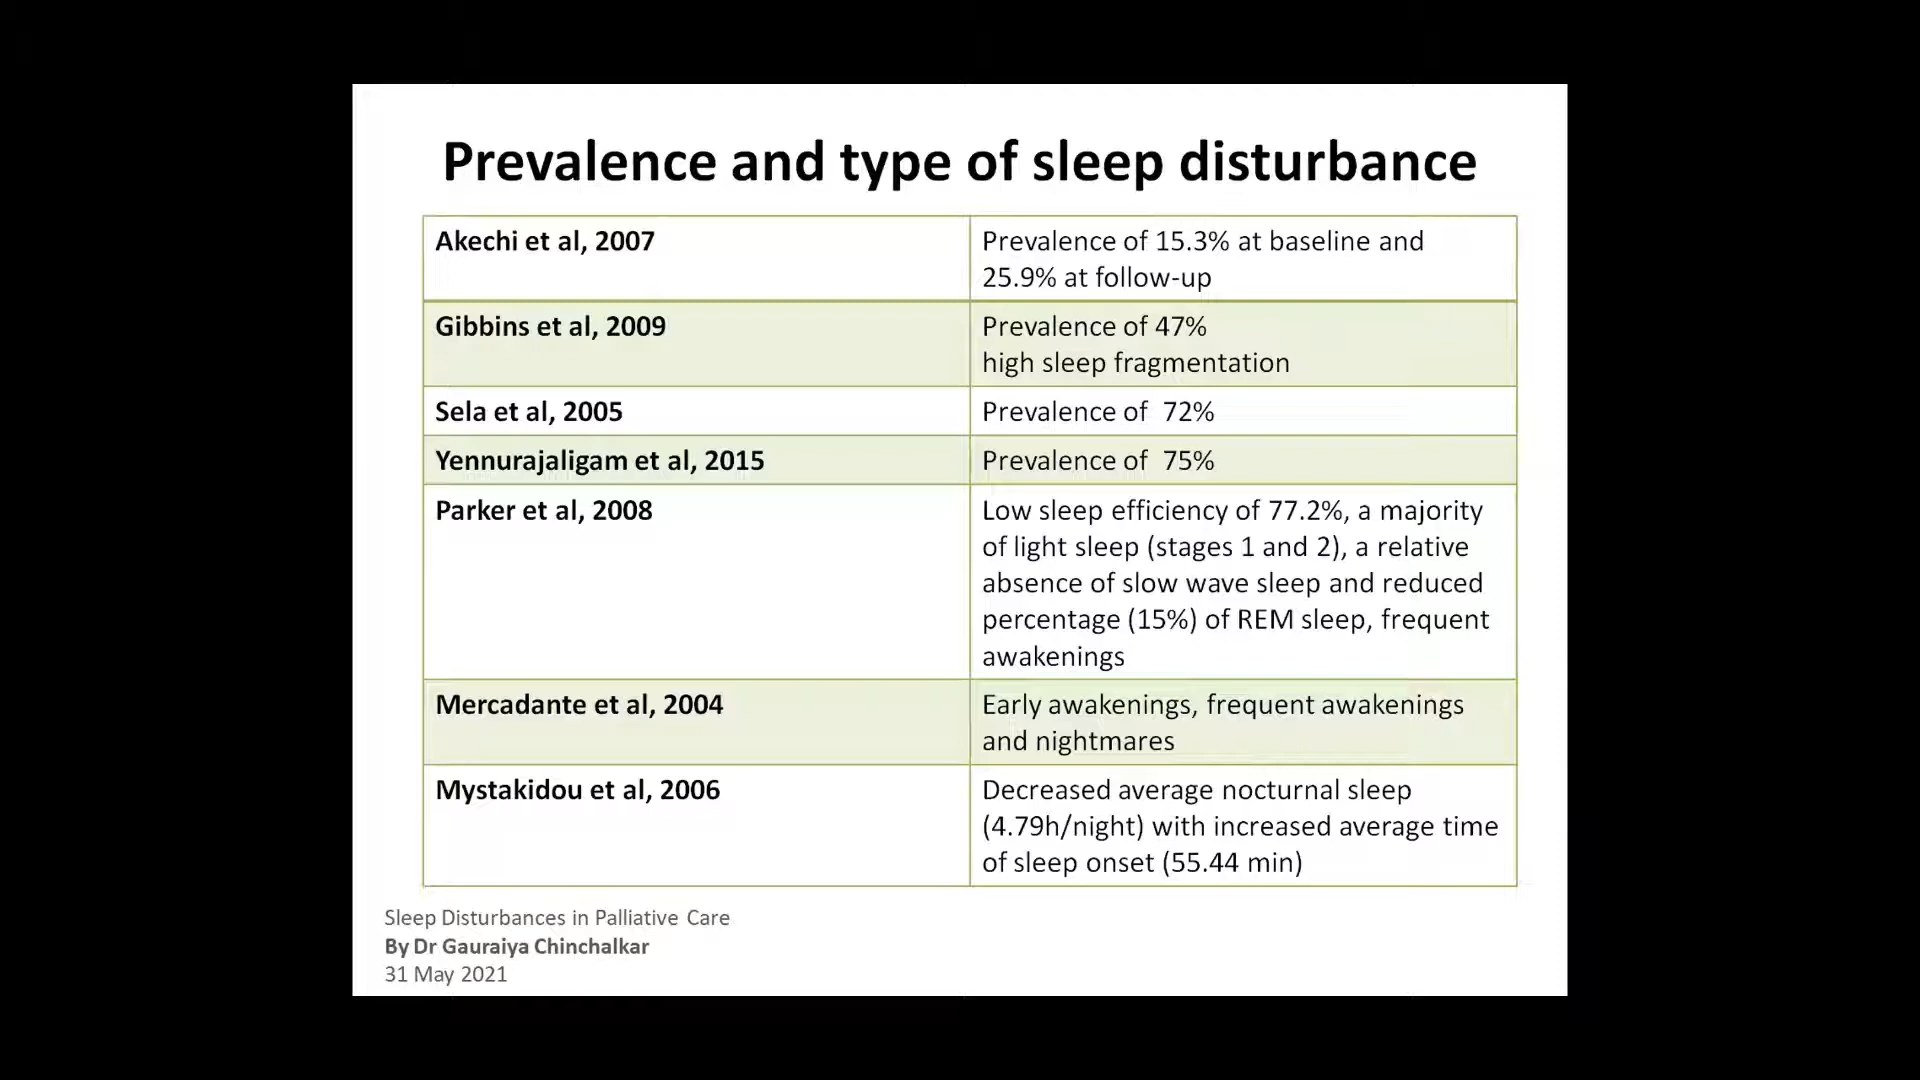 Prevalence and type of sleep disturbance
Akechi et al, 2007
Prevalence of 15.3% at baseline and
25.9% at follow-up
Gibbins et al, 2009
Prevalence of 47%
high sleep fragmentation
Sela et al, 2005
Prevalence of  72%
Yennurajaligam et al, 2015
Prevalence of  75%
Parker et al, 2008
Low sleep efficiency of 77.2%, a majority
of light sleep (stages 1 and 2), a relative
absence of slow wave sleep and reduced
percentage (15%) of REM sleep, frequent
awakenings
Mercadante et al, 2004
Early awakenings, frequent awakenings
and nightmares
Mystakidou et al, 2006
Decreased average nocturnal sleep
(4.79h/night) with increased average time
of sleep onset (55.44 min)
Sleep Disturbances in Palliative Care
By Dr Gauraiya Chinchalkar
31 May 2021